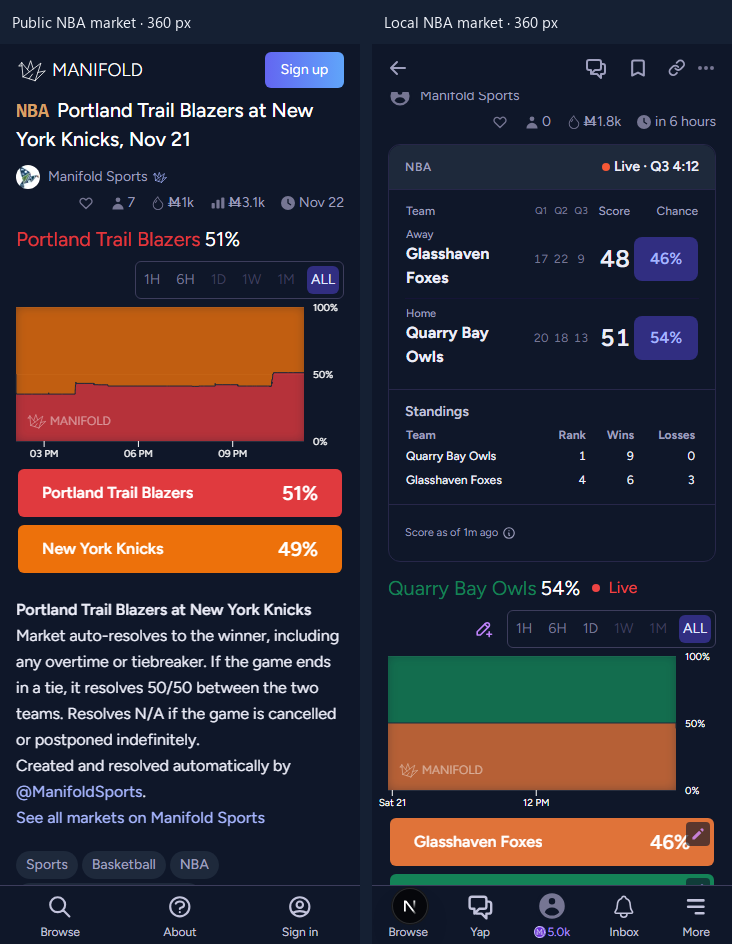 Public NBA market · 360 px
MANIFOLD
Sign up
NBA Portland Trail Blazers at New
York Knicks, Nov 21
Manifold Sports
7 Ṁ1k Ṁ3.1k Nov 22
Portland Trail Blazers 51%
1H 6H 1D 1W 1M ALL
100%
50%
MANIFOLD
0%
03 PM 06 PM 09 PM
Portland Trail Blazers 51%
New York Knicks 49%
Portland Trail Blazers at New York Knicks
Market auto-resolves to the winner, including
any overtime or tiebreaker. If the game ends
in a tie, it resolves 50/50 between the two
teams. Resolves N/A if the game is cancelled
or postponed indefinitely.
Created and resolved automatically by
@ManifoldSports.
See all markets on Manifold Sports
Sports Basketball NBA
Browse About Sign in
Local NBA market · 360 px
Manifold Sports
0 Ṁ1.8k in 6 hours
NBA Live · Q3 4:12
Team Q1 Q2 Q3 Score Chance
Away
Glasshaven
Foxes
17 22 9 48 46%
Home
Quarry Bay
Owls
20 18 13 51 54%
Standings
Team Rank Wins Losses
Quarry Bay Owls 1 9 0
Glasshaven Foxes 4 6 3
Score as of 1m ago
Quarry Bay Owls 54% Live
1H 6H 1D 1W 1M ALL
100%
50%
MANIFOLD
0%
Sat 21 12 PM
Glasshaven Foxes 46%
N
Browse Yap Ṁ5.0k Inbox More